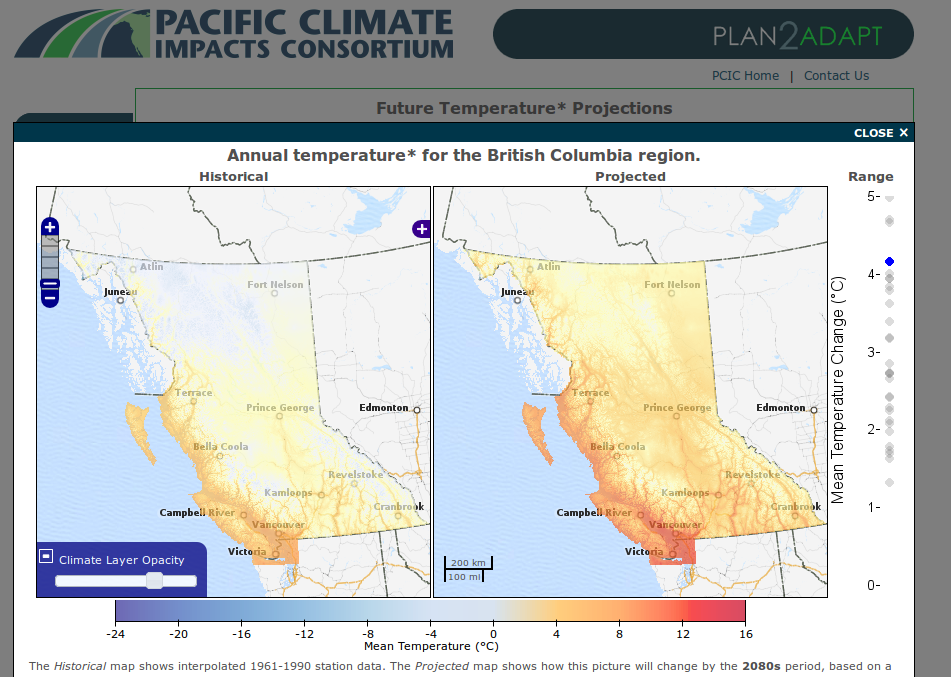 PACIFIC CLIMATE
IMPACTS CONSORTIUM
PLAN2ADAPT
PCIC Home | Contact Us
Future Temperature* Projections
CLOSE ×
Annual temperature* for the British Columbia region.
Historical
Projected
Range
Atlin
Fort Nelson
Juneau
Terrace
Prince George
Edmonton
Bella Coola
Revelstoke
Kamloops
Cranbrook
Campbell River
Vancouver
Victoria
Climate Layer Opacity
Atlin
Fort Nelson
Juneau
Terrace
Prince George
Edmonton
Bella Coola
Revelstoke
Kamloops
Cranbrook
Campbell River
Vancouver
Victoria
200 km
100 mi
Mean Temperature Change (°C)
5-
4-
3-
2-
1-
0-
-24 -20 -16 -12 -8 -4 0 4 8 12 16
Mean Temperature (°C)
The Historical map shows interpolated 1961-1990 station data. The Projected map shows how this picture will change by the 2080s period, based on a